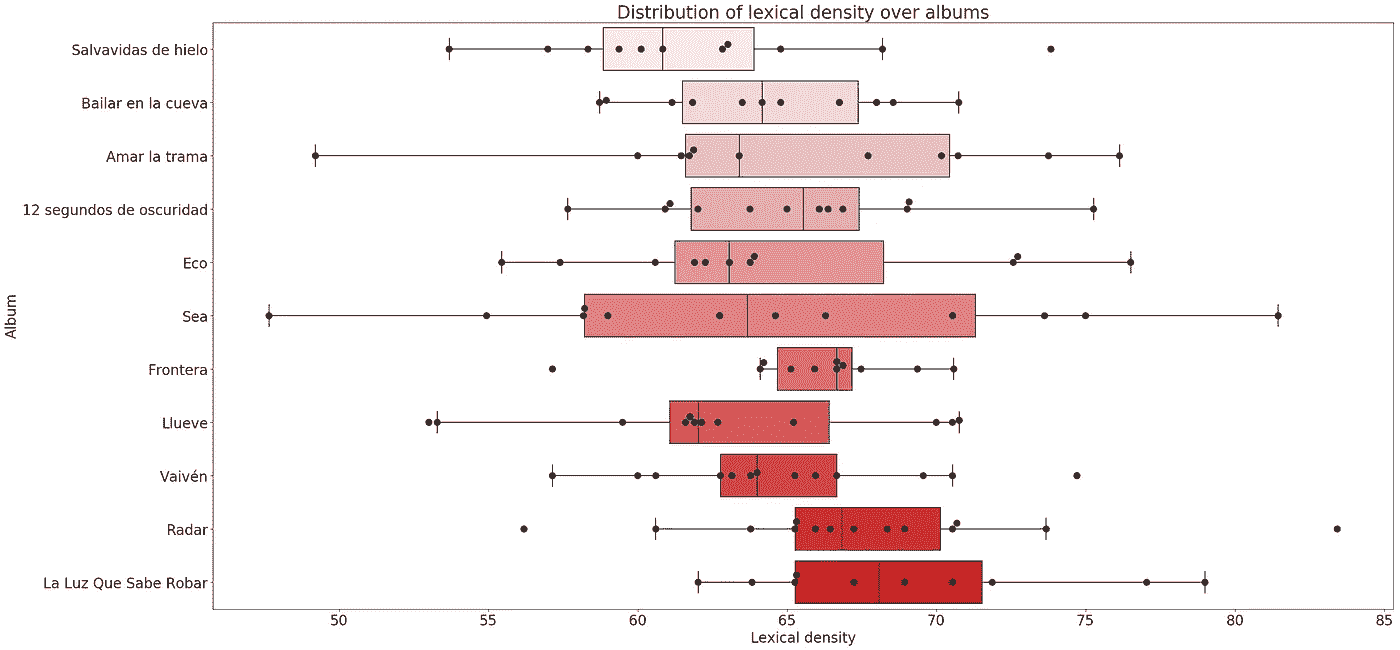 Distribution of lexical density over albums
Salvavidas de hielo
Bailar en la cueva
Amar la trama
12 segundos de oscuridad
Eco
Sea
Frontera
Llueve
Vaivén
Radar
La Luz Que Sabe Robar
Album
50 55 60 65 70 75 80 85
Lexical density